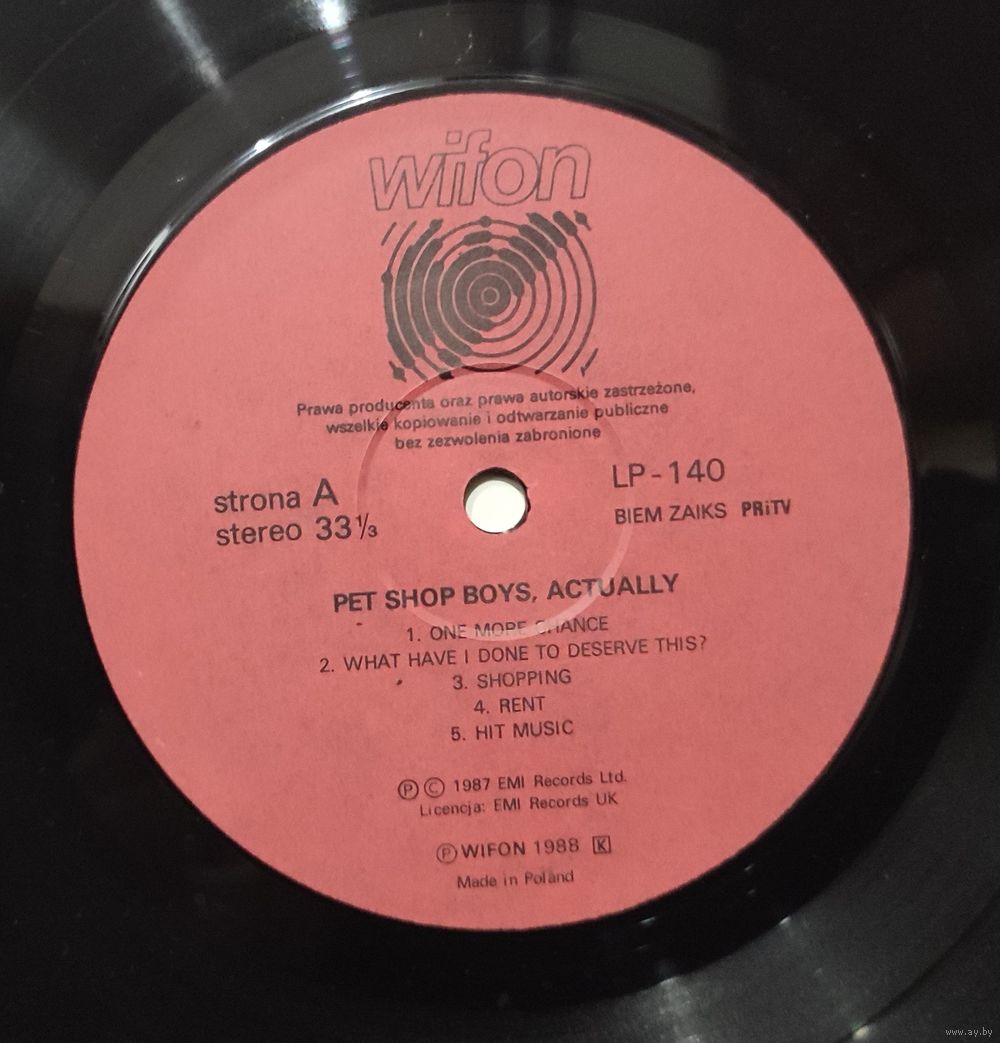 wifon
Prawa producenta oraz prawa autorskie zastrzeżone,
wszelkie kopiowanie i odtwarzanie publiczne
bez zezwolenia zabronione
strona A
stereo 33⅓
LP-140
BIEM ZAIKS PRiTV
PET SHOP BOYS, ACTUALLY
1. ONE MORE CHANCE
2. WHAT HAVE I DONE TO DESERVE THIS?
3. SHOPPING
4. RENT
5. HIT MUSIC
Ⓟ Ⓒ 1987 EMI Records Ltd.
Licencja: EMI Records UK
Ⓟ WIFON 1988 K
Made in Poland
www.ay.by